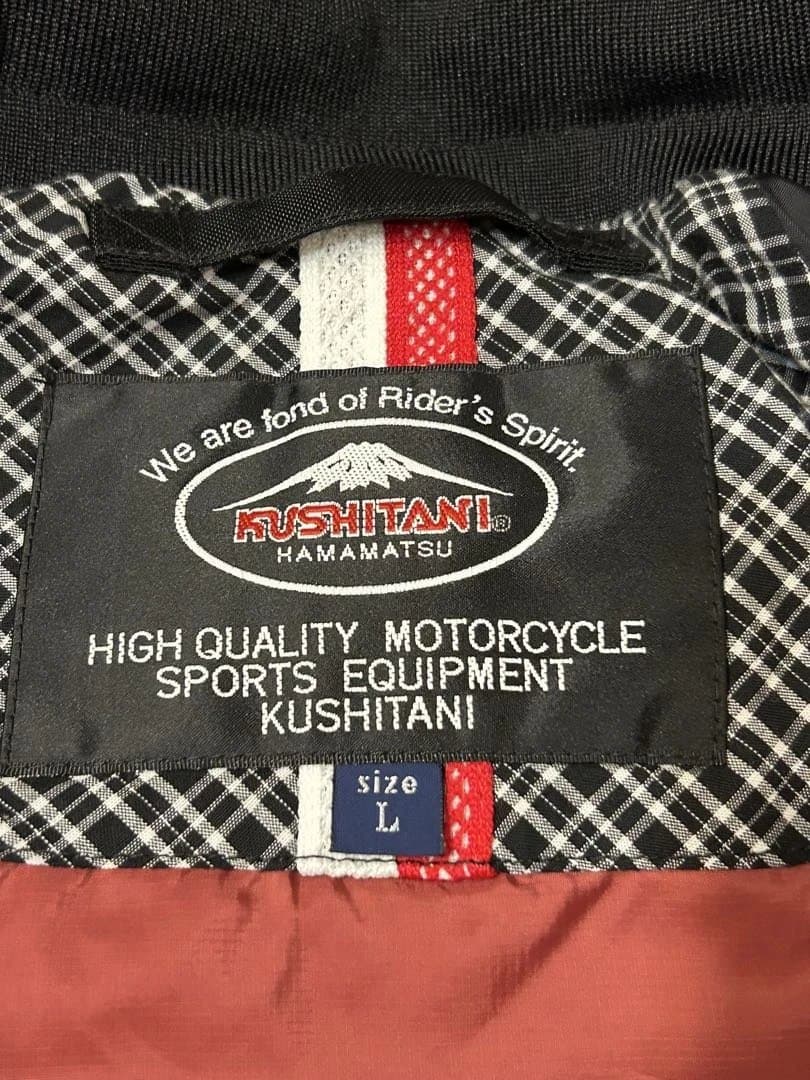 We are fond of Rider's Spirit.
KUSHITANI®
HAMAMATSU
HIGH QUALITY MOTORCYCLE
SPORTS EQUIPMENT
KUSHITANI
size
L